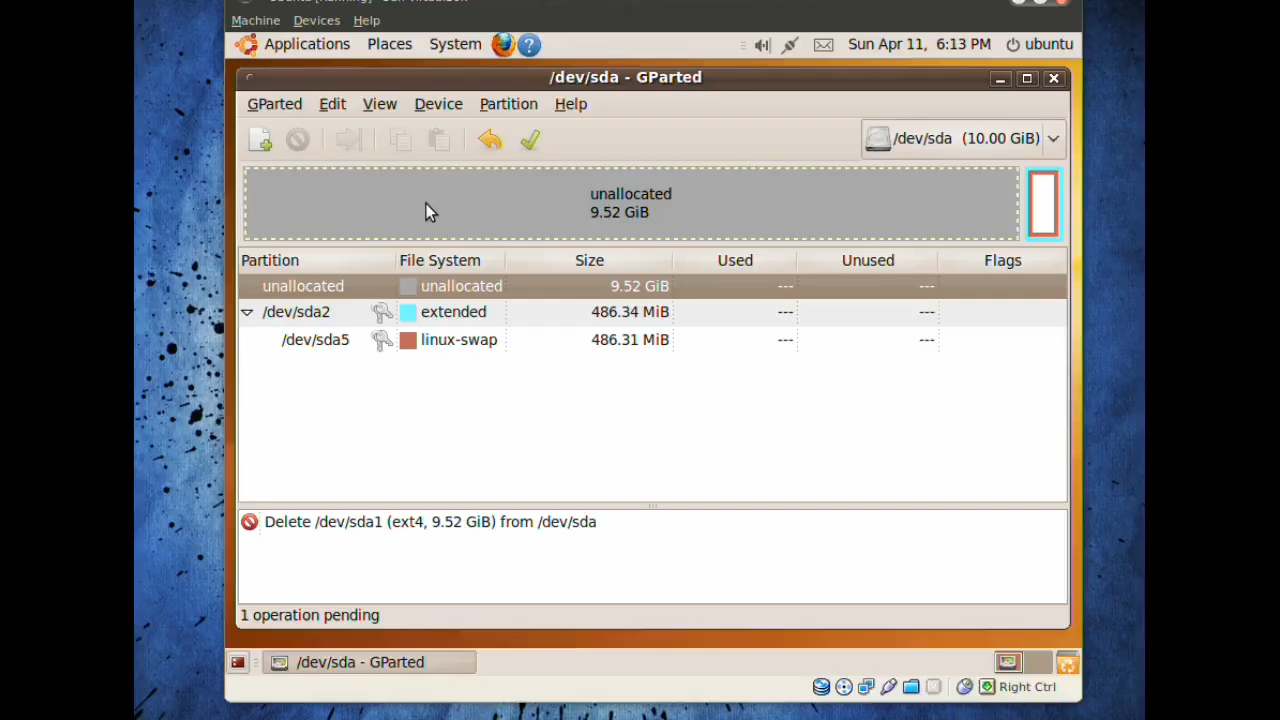 Machine Devices Help
Applications Places System Sun Apr 11, 6:13 PM ubuntu
/dev/sda - GParted
GParted Edit View Device Partition Help
/dev/sda (10.00 GiB)
unallocated
9.52 GiB
Partition File System Size Used Unused Flags
unallocated unallocated 9.52 GiB --- ---
/dev/sda2 extended 486.34 MiB --- ---
/dev/sda5 linux-swap 486.31 MiB --- ---
Delete /dev/sda1 (ext4, 9.52 GiB) from /dev/sda
1 operation pending
/dev/sda - GParted
Right Ctrl